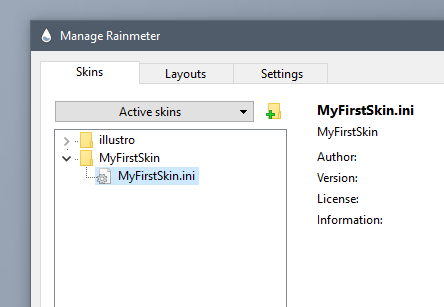 Manage Rainmeter
Skins
Layouts
Settings
Active skins
illustro
MyFirstSkin
MyFirstSkin.ini
MyFirstSkin.ini
MyFirstSkin
Author:
Version:
License:
Information: